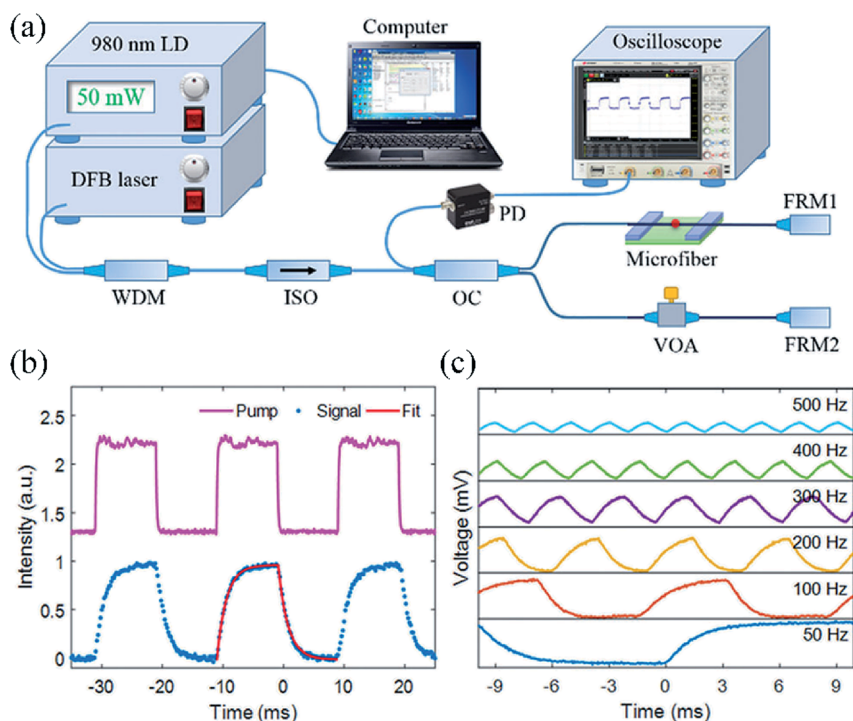 (a)
980 nm LD
50 mW
DFB laser
Computer
Oscilloscope
PD
FRM1
Microfiber
WDM
ISO
OC
VOA
FRM2
(b)
Pump
Signal
Fit
2.5
2
1.5
1
0.5
0
Intensity (a.u.)
-30
-20
-10
0
10
20
Time (ms)
(c)
500 Hz
400 Hz
300 Hz
200 Hz
100 Hz
50 Hz
Voltage (mV)
-9
-6
-3
0
3
6
9
Time (ms)